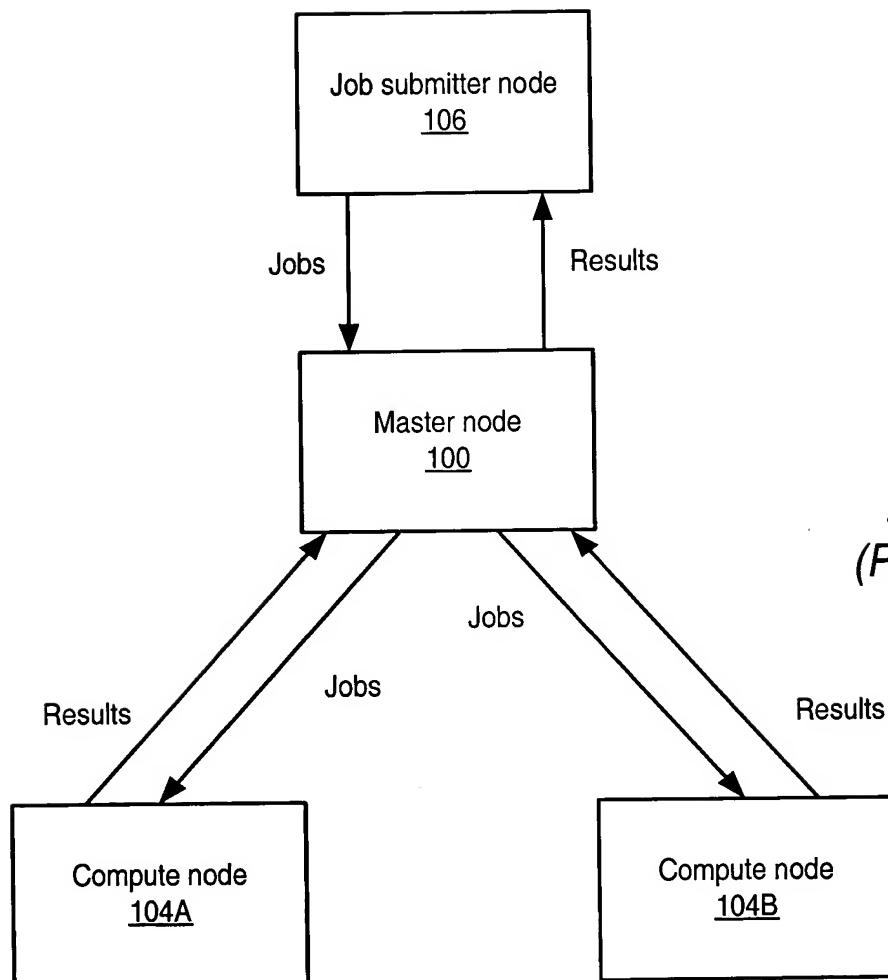 Job submitter node
106
Jobs
Results
Master node
100
(P
Jobs
Jobs
Results
Results
Compute node
104A
Compute node
104B